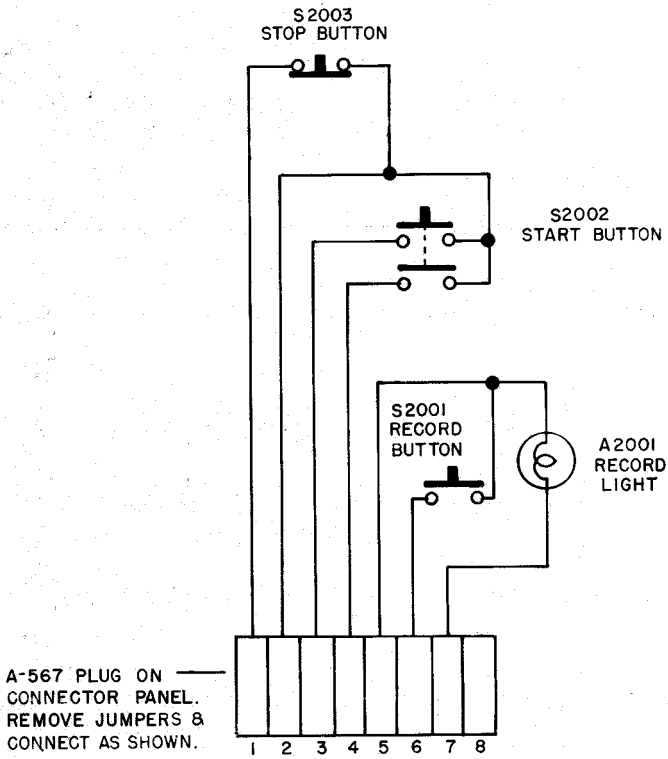 S2003
STOP BUTTON
S2002
START BUTTON
S2001
RECORD
BUTTON
A2001
RECORD
LIGHT
A-567 PLUG ON
CONNECTOR PANEL.
REMOVE JUMPERS &
CONNECT AS SHOWN.
1 2 3 4 5 6 7 8